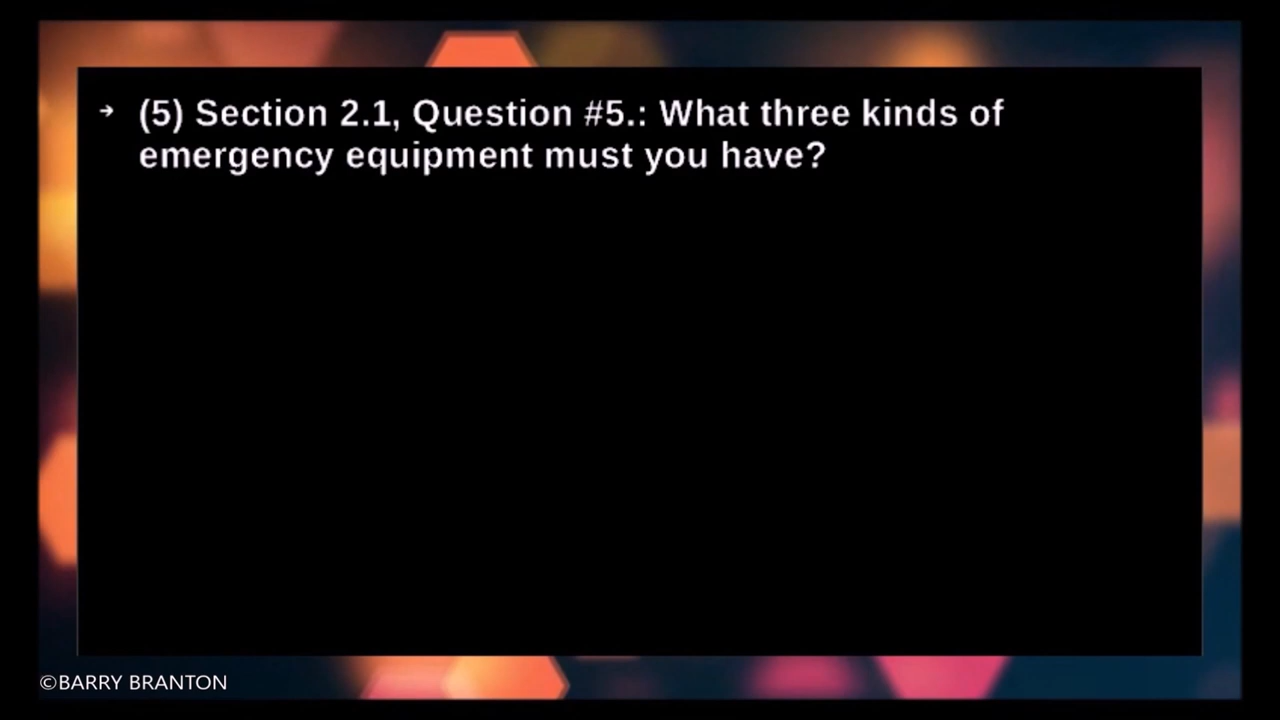 → (5) Section 2.1, Question #5.: What three kinds of
emergency equipment must you have?
©BARRY BRANTON